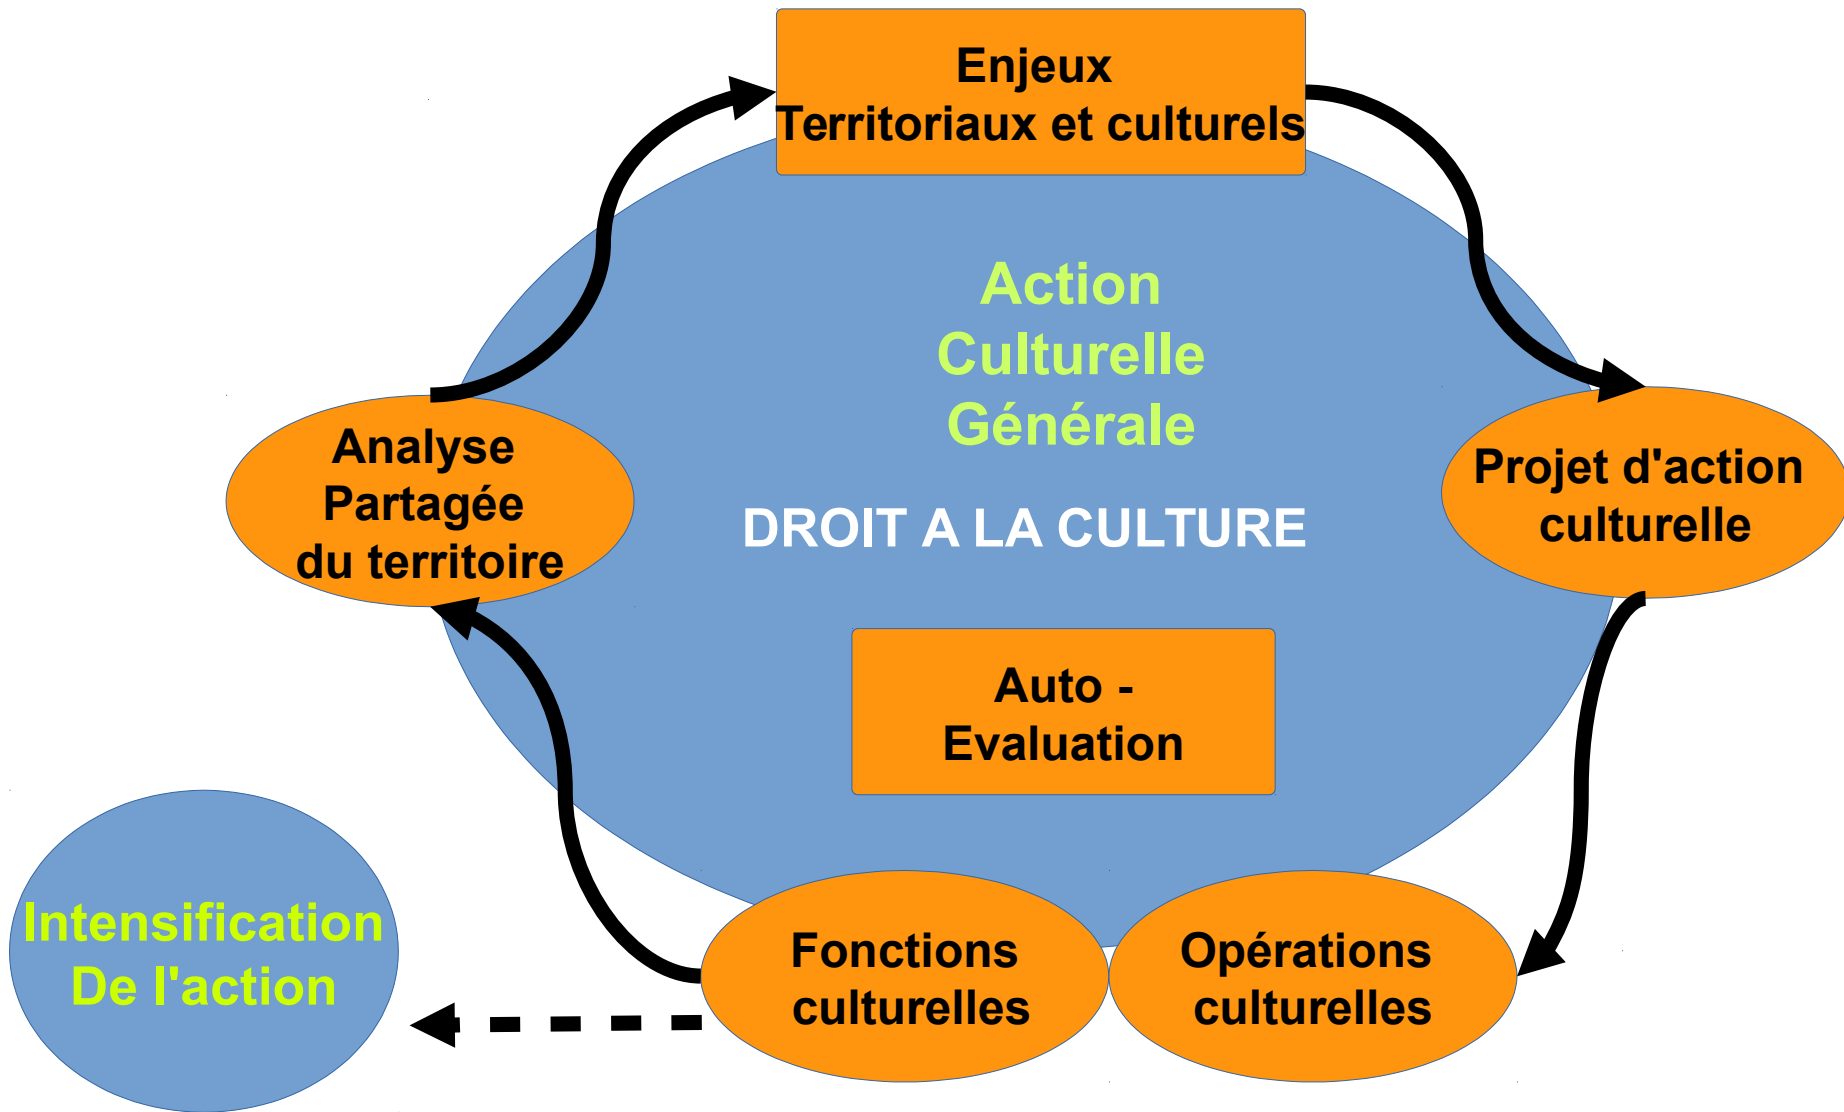 Enjeux
Territoriaux et culturels
Action
Culturelle
Générale
Analyse
Partagée
du territoire
Projet d'action
culturelle
DROIT A LA CULTURE
Auto -
Evaluation
Intensification
De l'action
Fonctions
culturelles
Opérations
culturelles